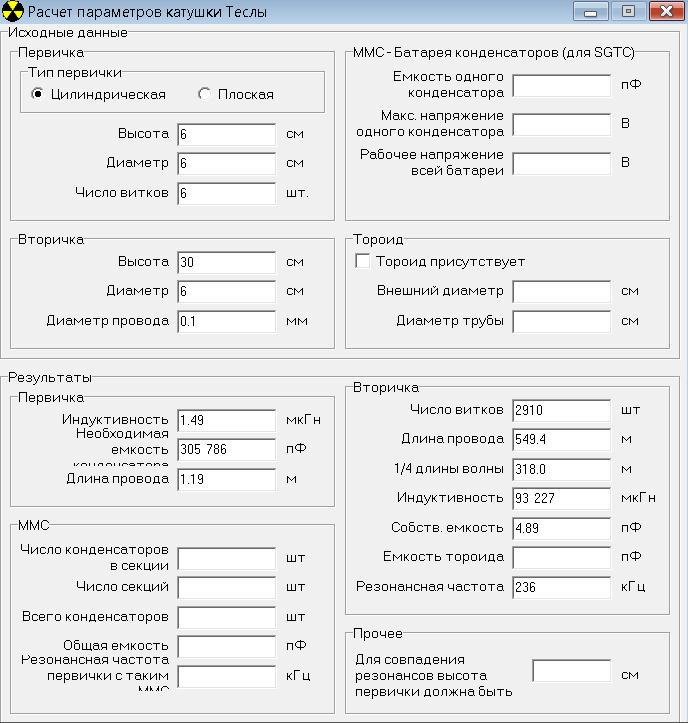 Расчет параметров катушки Теслы
Исходные данные
Первичка
Тип первички
Цилиндрическая
Плоская
Высота 6 см
Диаметр 6 см
Число витков 6 шт.
ММС - Батарея конденсаторов (для SGTC)
Емкость одного
конденсатора пФ
Макс. напряжение
одного конденсатора В
Рабочее напряжение
всей батареи В
Вторичка
Высота 30 см
Диаметр 6 см
Диаметр провода 0.1 мм
Тороид
Тороид присутствует
Внешний диаметр см
Диаметр трубы см
Результаты
Первичка
Индуктивность 1.49 мкГн
Необходимая
емкость 305 786 пФ
конденсатора
Длина провода 1.19 м
ММС
Число конденсаторов
в секции шт
Число секций шт
Всего конденсаторов шт
Общая емкость пФ
Резонансная частота
первички с таким кГц
ММС
Вторичка
Число витков 2910 шт
Длина провода 549.4 м
1/4 длины волны 318.0 м
Индуктивность 93 227 мкГн
Собств. емкость 4.89 пФ
Емкость тороида пФ
Резонансная частота 236 кГц
Прочее
Для совпадения
резонансов высота см
первички должна быть